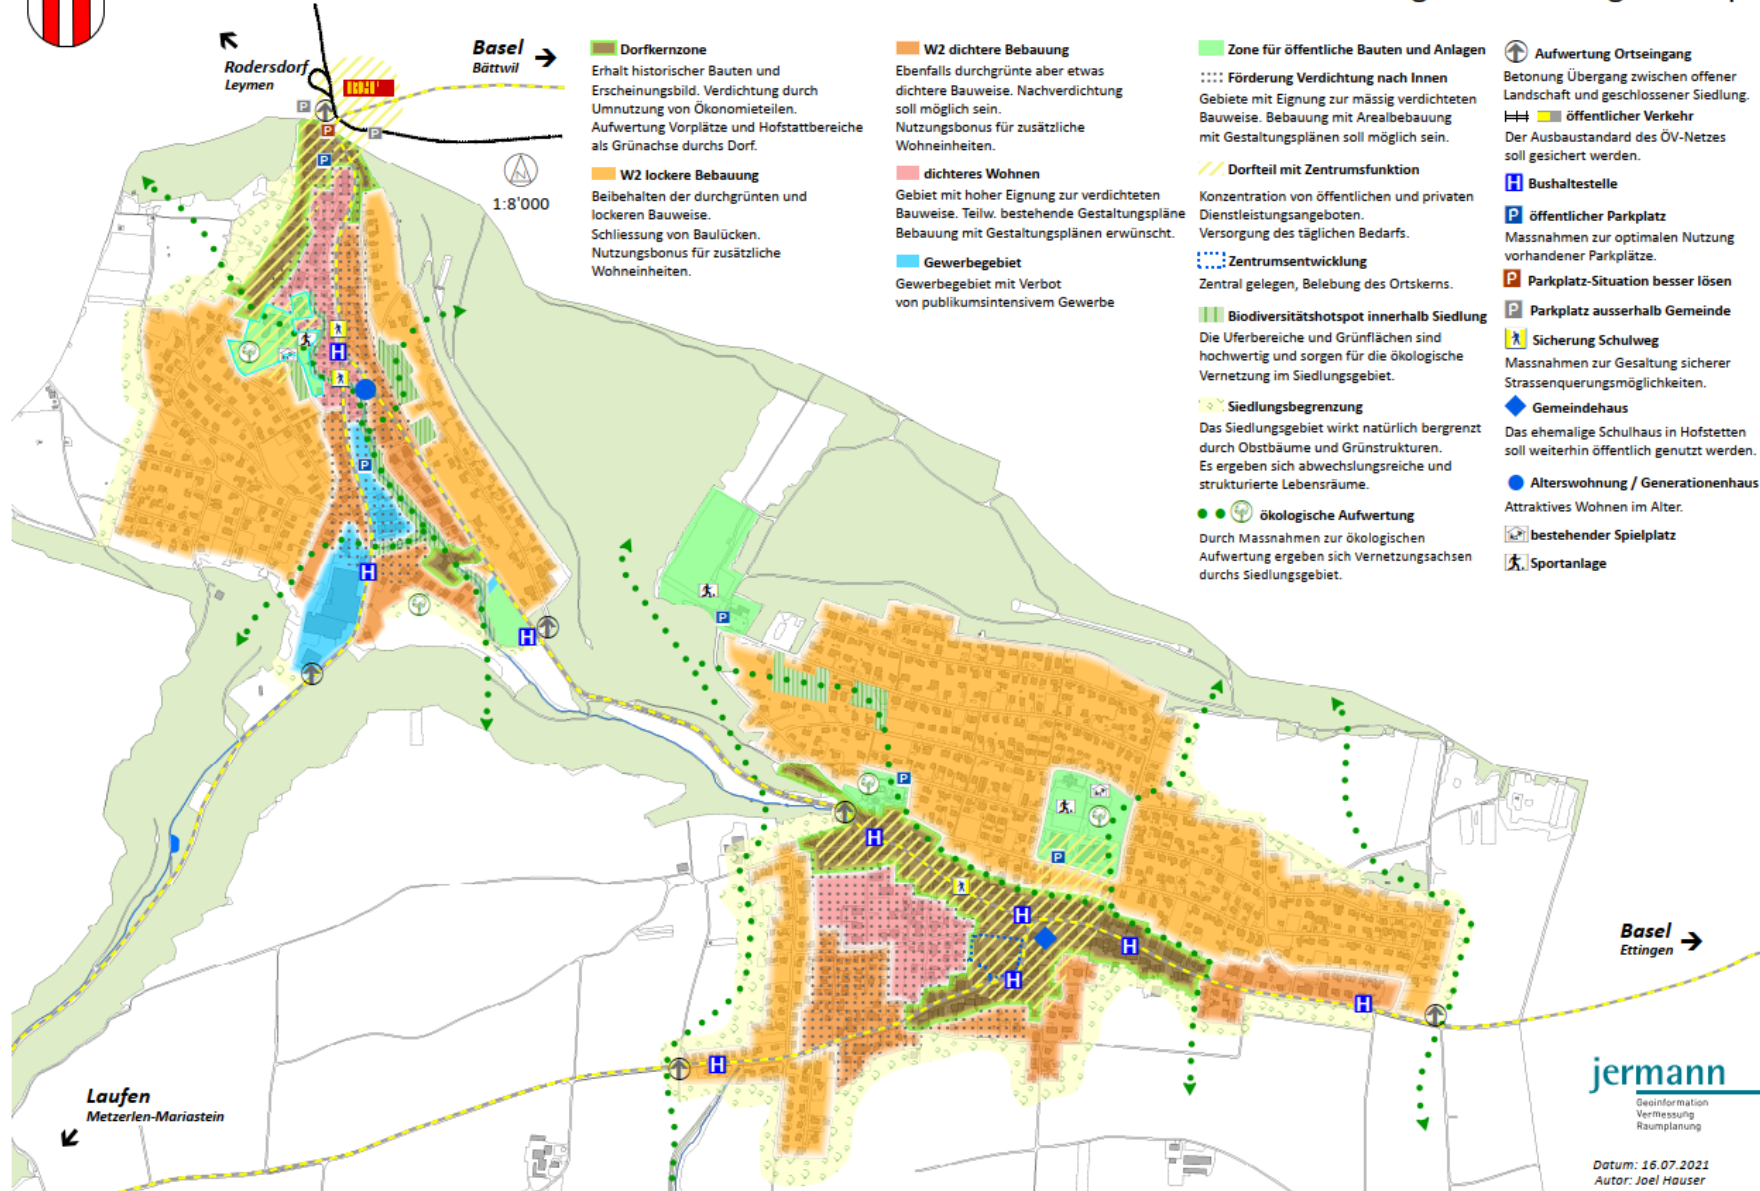 Rodersdorf
Leymen
Basel
Bättwil
1:8'000
Dorfkernzone
Erhalt historischer Bauten und
Erscheinungsbild. Verdichtung durch
Umnutzung von Ökonomieteilen.
Aufwertung Vorplätze und Hofstattbereiche
als Grünachse durchs Dorf.
W2 lockere Bebauung
Beibehalten der durchgrünten und
lockeren Bauweise.
Schliessung von Baulücken.
Nutzungsbonus für zusätzliche
Wohneinheiten.
W2 dichtere Bebauung
Ebenfalls durchgrünte aber etwas
dichtere Bauweise. Nachverdichtung
soll möglich sein.
Nutzungsbonus für zusätzliche
Wohneinheiten.
dichteres Wohnen
Gebiet mit hoher Eignung zur verdichteten
Bauweise. Teilw. bestehende Gestaltungspläne
Bebauung mit Gestaltungsplänen erwünscht.
Gewerbegebiet
Gewerbegebiet mit Verbot
von publikumsintensivem Gewerbe
Zone für öffentliche Bauten und Anlagen
Förderung Verdichtung nach Innen
Gebiete mit Eignung zur mässig verdichteten
Bauweise. Bebauung mit Arealbebauung
mit Gestaltungsplänen soll möglich sein.
Dorfteil mit Zentrumsfunktion
Konzentration von öffentlichen und privaten
Dienstleistungsangeboten.
Versorgung des täglichen Bedarfs.
Zentrumsentwicklung
Zentral gelegen, Belebung des Ortskerns.
Biodiversitätshotspot innerhalb Siedlung
Die Uferbereiche und Grünflächen sind
hochwertig und sorgen für die ökologische
Vernetzung im Siedlungsgebiet.
Siedlungsbegrenzung
Das Siedlungsgebiet wirkt natürlich bergrenzt
durch Obstbäume und Grünstrukturen.
Es ergeben sich abwechslungsreiche und
strukturierte Lebensräume.
ökologische Aufwertung
Durch Massnahmen zur ökologischen
Aufwertung ergeben sich Vernetzungsachsen
durchs Siedlungsgebiet.
Aufwertung Ortseingang
Betonung Übergang zwischen offener
Landschaft und geschlossener Siedlung.
öffentlicher Verkehr
Der Ausbaustandard des ÖV-Netzes
soll gesichert werden.
H Bushaltestelle
P öffentlicher Parkplatz
Massnahmen zur optimalen Nutzung
vorhandener Parkplätze.
P Parkplatz-Situation besser lösen
P Parkplatz ausserhalb Gemeinde
Sicherung Schulweg
Massnahmen zur Gesaltung sicherer
Strassenquerungsmöglichkeiten.
Gemeindehaus
Das ehemalige Schulhaus in Hofstetten
soll weiterhin öffentlich genutzt werden.
Alterswohnung / Generationenhaus
Attraktives Wohnen im Alter.
bestehender Spielplatz
Sportanlage
P
P
P
P
H
P
H
H
P
P
H
P
H
H
H
H
H
Basel
Ettingen
Laufen
Metzerlen-Mariastein
jermann
Geoinformation
Vermessung
Raumplanung
Datum: 16.07.2021
Autor: Joel Hauser